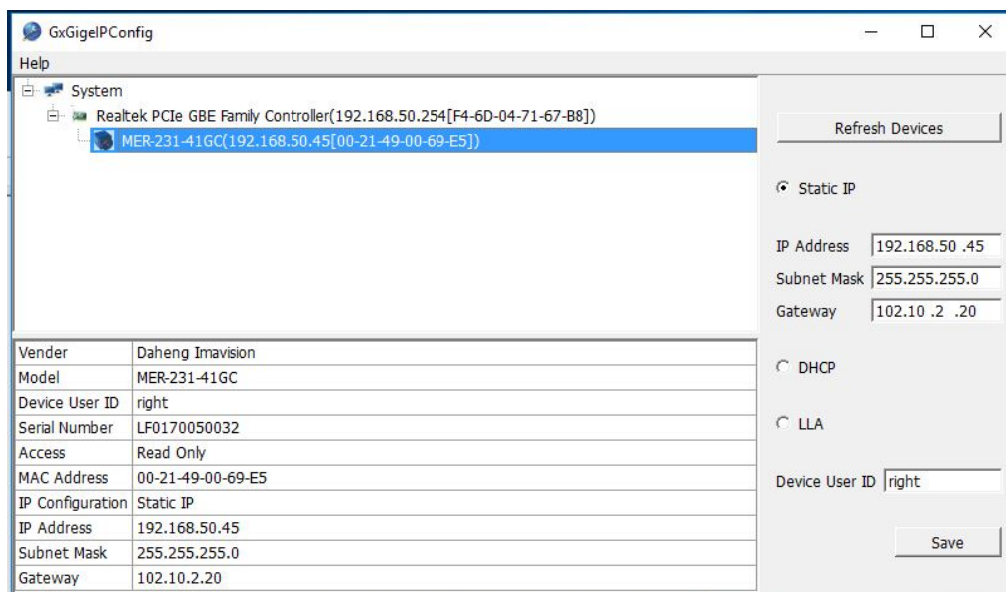 GxGigeIPConfig
Help
System
Realtek PCIe GBE Family Controller(192.168.50.254[F4-6D-04-71-67-B8])
MER-231-41GC(192.168.50.45[00-21-49-00-69-E5])
Refresh Devices
Static IP
IP Address 192.168.50 .45
Subnet Mask 255.255.255.0
Gateway 102.10 .2 .20
DHCP
LLA
Device User ID right
Save
Vender Daheng Imavision
Model MER-231-41GC
Device User ID right
Serial Number LF0170050032
Access Read Only
MAC Address 00-21-49-00-69-E5
IP Configuration Static IP
IP Address 192.168.50.45
Subnet Mask 255.255.255.0
Gateway 102.10.2.20